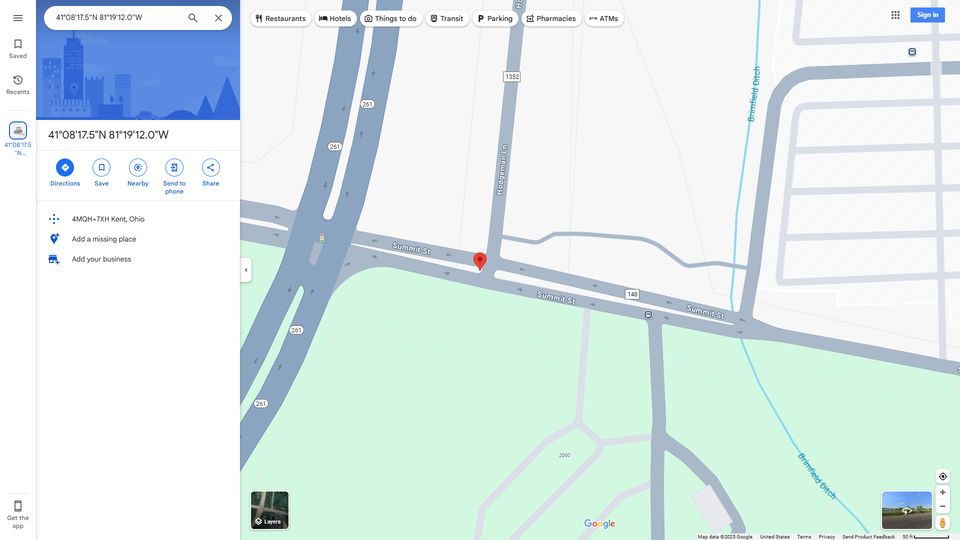 41°08'17.5"N 81°19'12.0"W
Restaurants
Hotels
Things to do
Transit
Parking
Pharmacies
ATMs
Sign in
Saved
Recents
41°08'17.5
"N...
41°08'17.5"N 81°19'12.0"W
Directions
Save
Nearby
Send to
phone
Share
4MQH+7XH Kent, Ohio
Add a missing place
Add your business
Get the
app
Ho
1352
261
261
261
261
Hodgeman Ln
Brimfield Ditch
Summit St
Summit St
148
Summit St
S
2000
Brimfield Ditch
Layers
Google
Map data ©2025 Google
United States
Terms
Privacy
Send Product Feedback
50 ft